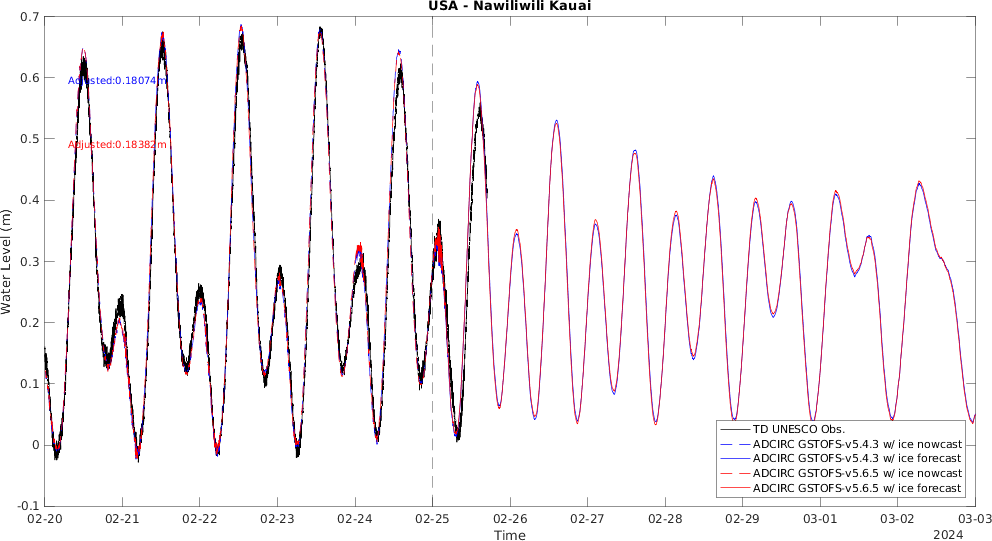 USA - Nawiliwili Kauai
0.7
0.6
0.5
0.4
0.3
0.2
0.1
0
-0.1
Water Level (m)
Adjusted:0.18074m
Adjusted:0.18382m
TD UNESCO Obs.
ADCIRC GSTOFS-v5.4.3 w/ ice nowcast
ADCIRC GSTOFS-v5.4.3 w/ ice forecast
ADCIRC GSTOFS-v5.6.5 w/ ice nowcast
ADCIRC GSTOFS-v5.6.5 w/ ice forecast
02-20 02-21 02-22 02-23 02-24 02-25 02-26 02-27 02-28 02-29 03-01 03-02 03-03
Time
2024